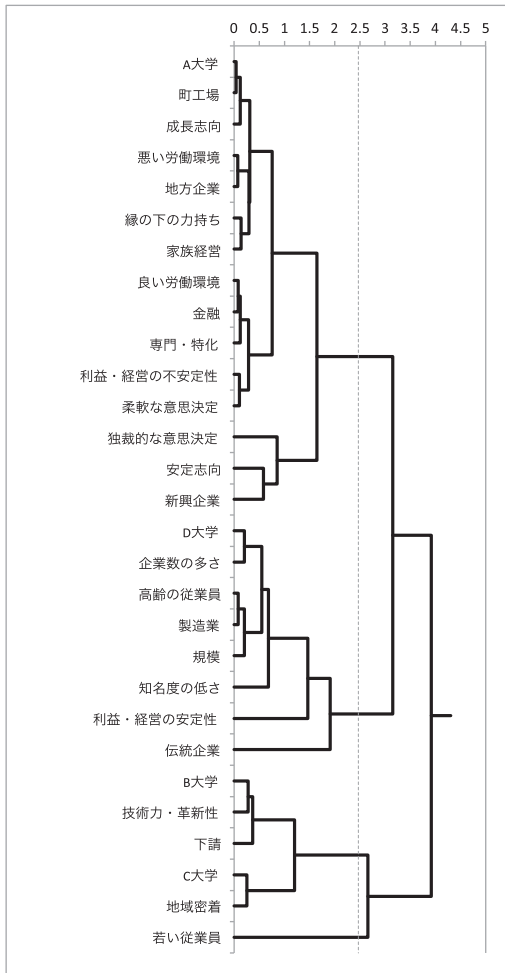 0 0.5 1 1.5 2 2.5 3 3.5 4 4.5 5
A大学
町工場
成長志向
悪い労働環境
地方企業
縁の下の力持ち
家族経営
良い労働環境
金融
専門・特化
利益・経営の不安定性
柔軟な意思決定
独裁的な意思決定
安定志向
新興企業
D大学
企業数の多さ
高齢の従業員
製造業
規模
知名度の低さ
利益・経営の安定性
伝統企業
B大学
技術力・革新性
下請
C大学
地域密着
若い従業員